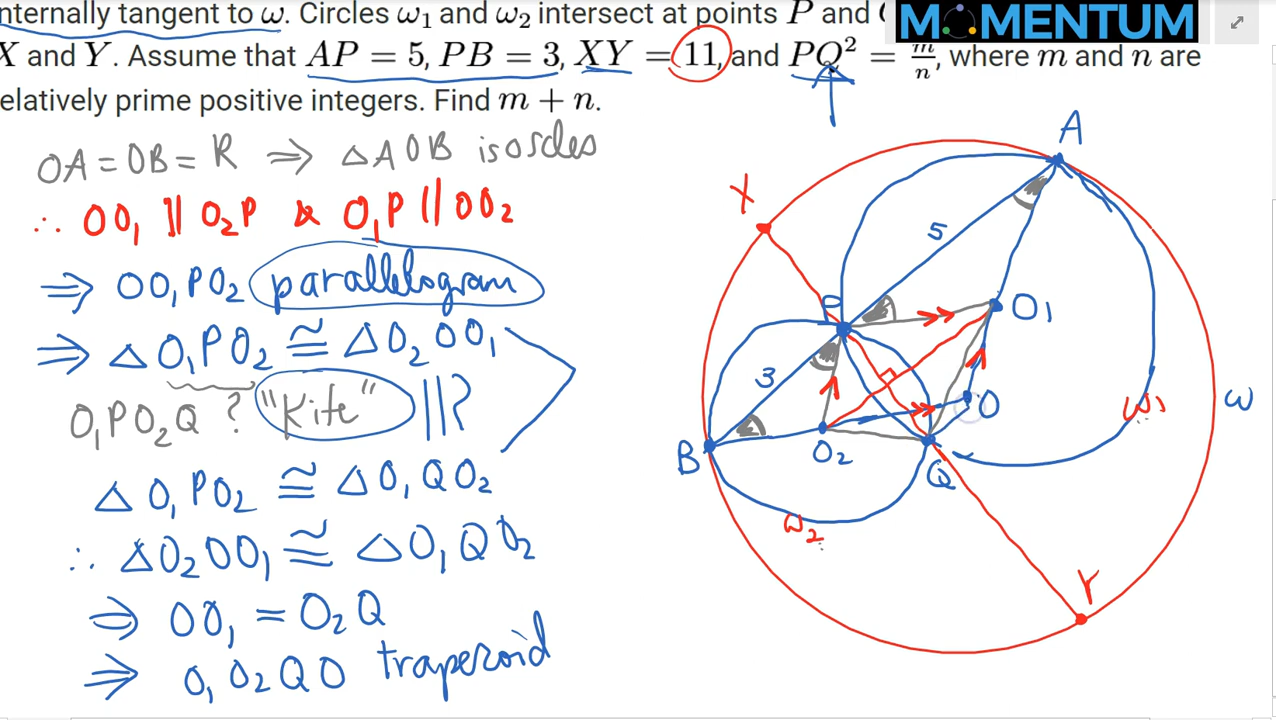 nternally tangent to ω. Circles ω₁ and ω₂ intersect at points P and
X and Y. Assume that AP = 5, PB = 3, XY = 11, and PQ² = m/n, where m and n are
elatively prime positive integers. Find m + n.
MOMENTUM
OA = OB = R ⇒ △AOB isoscles
∴ OO₁ ∥ O₂P & O₁P ∥ OO₂
⇒ OO₁PO₂ parallelogram
⇒ △O₁PO₂ ≅ △O₂OO₁
O₁PO₂Q ? "Kite"
△O₁PO₂ ≅ △O₁QO₂
∴ △O₂OO₁ ≅ △O₁QO₂
⇒ OO₁ = O₂Q
⇒ O₁O₂QO trapezoid
A
X
5
P
O₁
3
O
ω₁
ω
B
O₂
Q
ω₂
Y